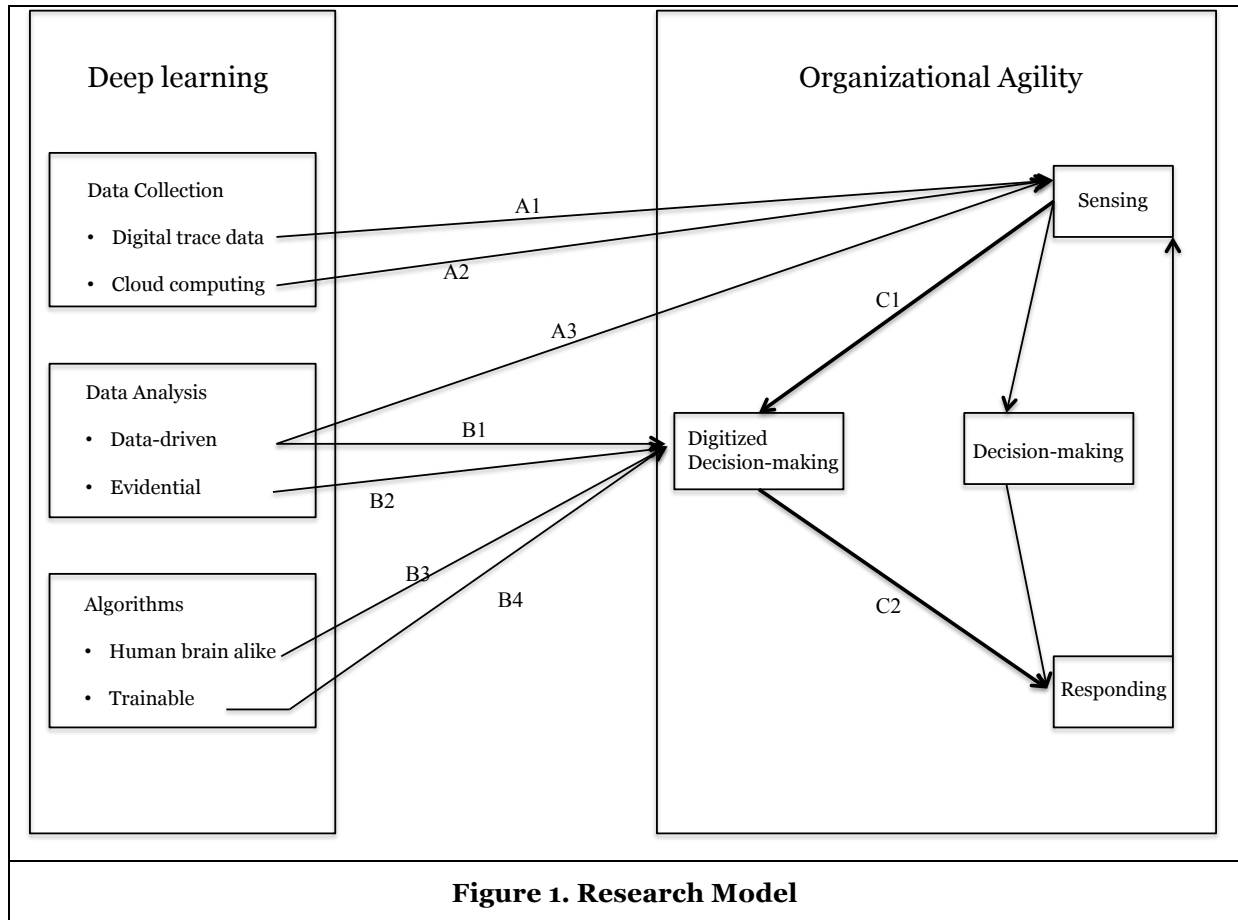 Deep learning
Organizational Agility
Data Collection
• Digital trace data
• Cloud computing
A1
A2
A3
Sensing
C1
Data Analysis
• Data-driven
• Evidential
B1
B2
Digitized
Decision-making
Decision-making
Algorithms
• Human brain alike
• Trainable
B3
B4
C2
Responding
Figure 1. Research Model